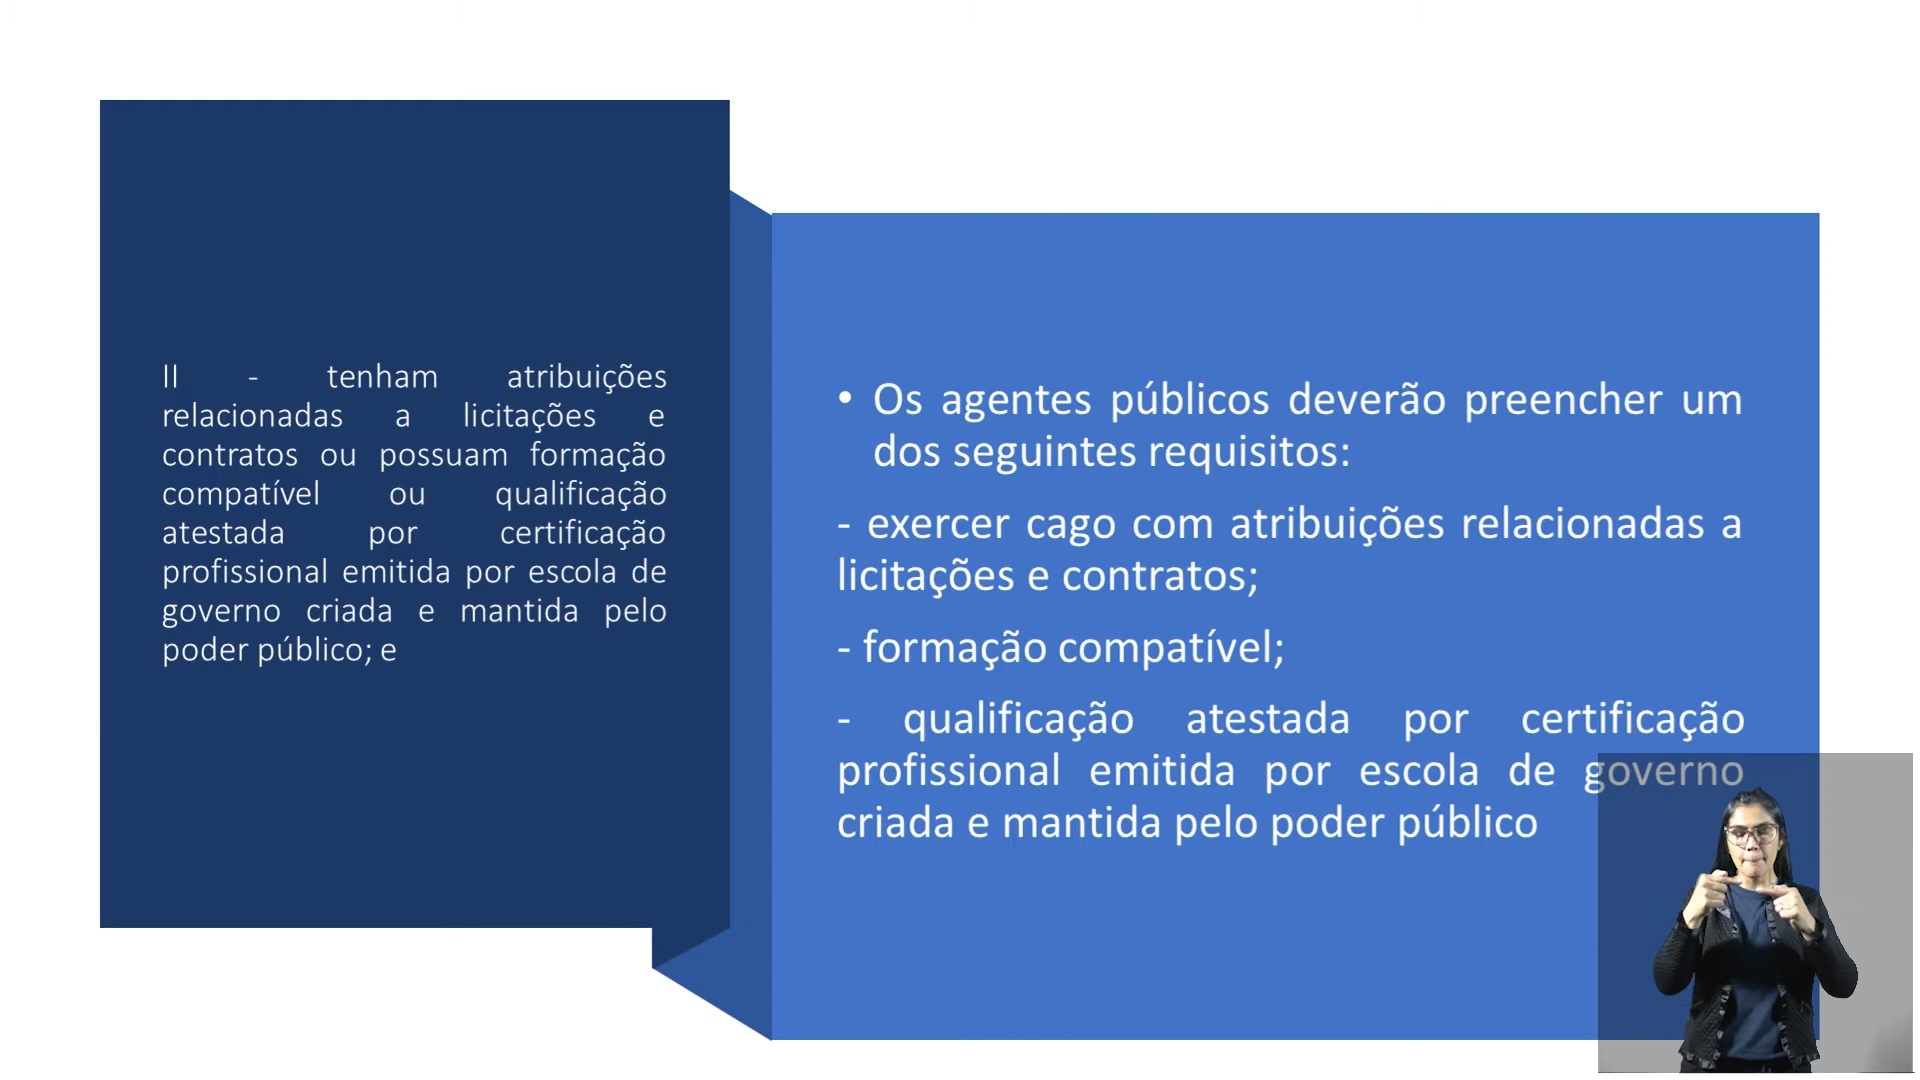 II - tenham atribuições
relacionadas a licitações e
contratos ou possuam formação
compatível ou qualificação
atestada por certificação
profissional emitida por escola de
governo criada e mantida pelo
poder público; e
• Os agentes públicos deverão preencher um
dos seguintes requisitos:
- exercer cago com atribuições relacionadas a
licitações e contratos;
- formação compatível;
- qualificação atestada por certificação
profissional emitida por escola de governo
criada e mantida pelo poder público